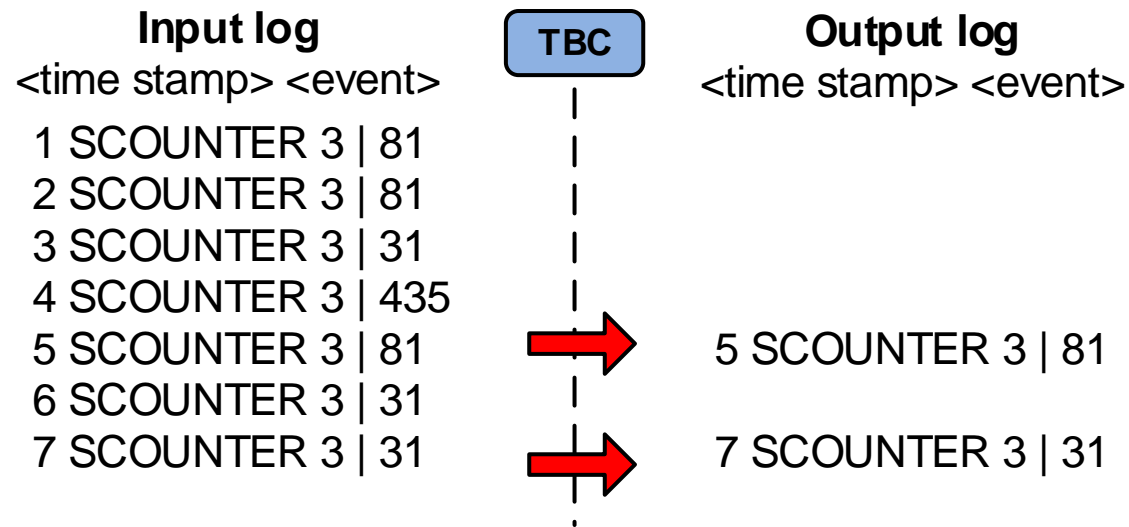 Input log
<time stamp> <event>
1 SCOUNTER 3 | 81
2 SCOUNTER 3 | 81
3 SCOUNTER 3 | 31
4 SCOUNTER 3 | 435
5 SCOUNTER 3 | 81
6 SCOUNTER 3 | 31
7 SCOUNTER 3 | 31
TBC
Output log
<time stamp> <event>
5 SCOUNTER 3 | 81
7 SCOUNTER 3 | 31